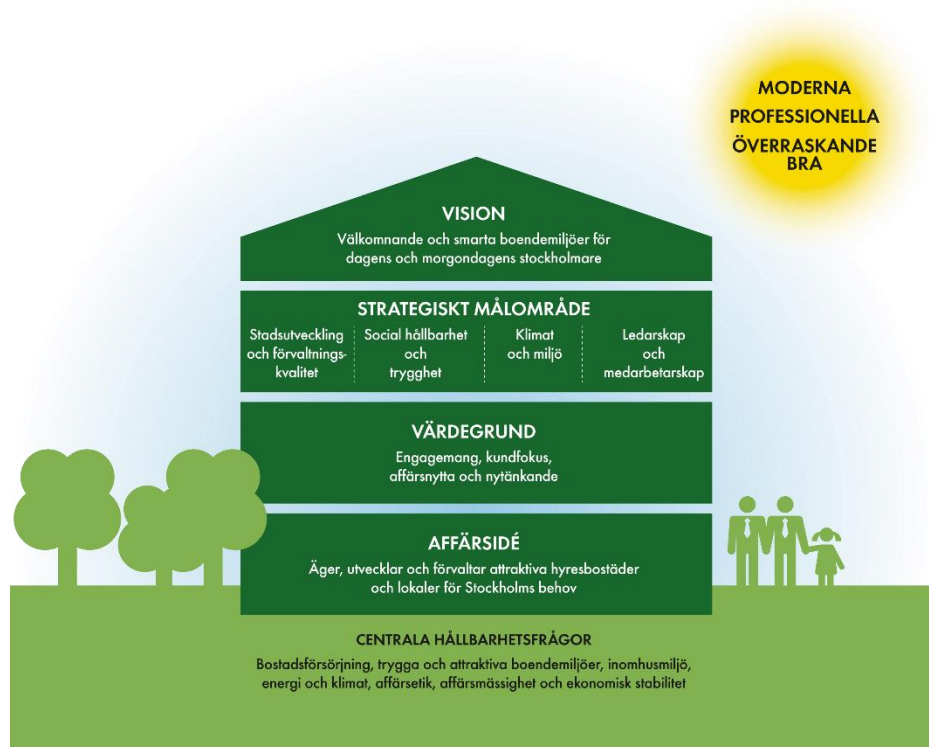 MODERNA
PROFESSIONELLA
ÖVERRASKANDE
BRA
VISION
Välkomnande och smarta boendemiljöer för
dagens och morgondagens stockholmare
STRATEGISKT MÅLOMRÅDE
Stadsutveckling
och förvaltnings-
kvalitet
Social hållbarhet
och
trygghet
Klimat
och miljö
Ledarskap
och
medarbetarskap
VÄRDEGRUND
Engagemang, kundfokus,
affärsnytta och nytänkande
AFFÄRSIDÉ
Äger, utvecklar och förvaltar attraktiva hyresbostäder
och lokaler för Stockholms behov
CENTRALA HÅLLBARHETSFRÅGOR
Bostadsförsörjning, trygga och attraktiva boendemiljöer, inomhusmiljö,
energi och klimat, affärsetik, affärsmässighet och ekonomisk stabilitet